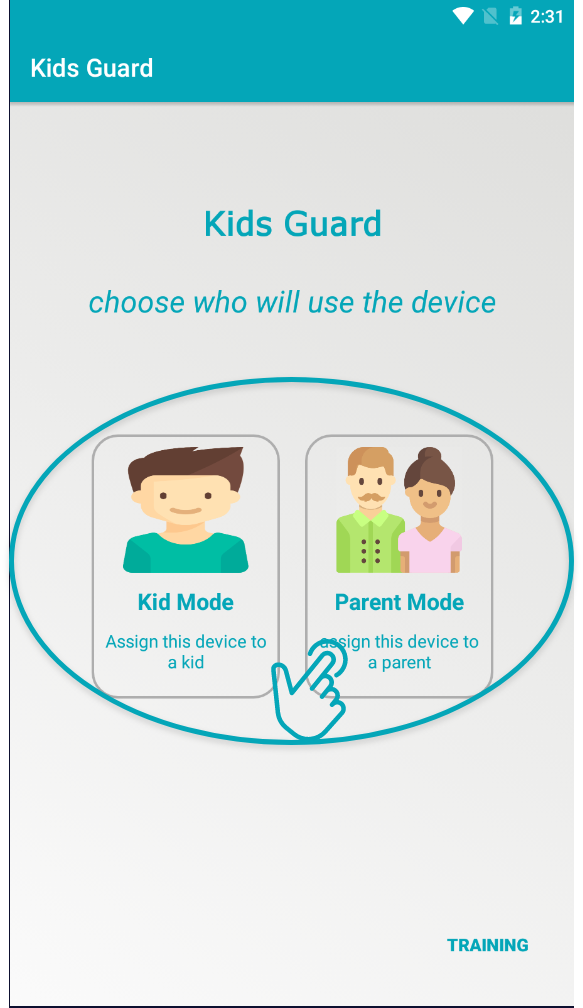 2:31
Kids Guard
Kids Guard
choose who will use the device
Kid Mode
Assign this device to
a kid
Parent Mode
assign this device to
a parent
TRAINING